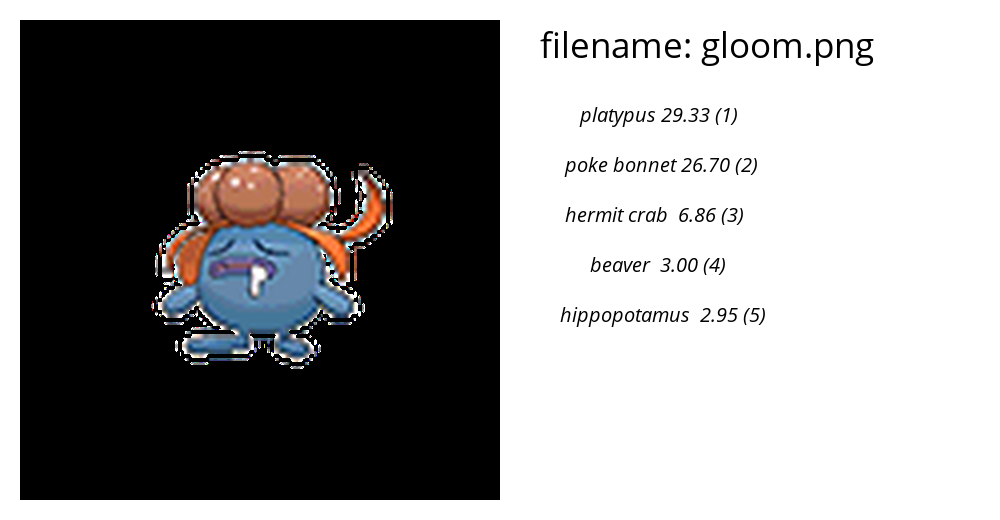 filename: gloom.png
platypus 29.33 (1)
poke bonnet 26.70 (2)
hermit crab  6.86 (3)
beaver  3.00 (4)
hippopotamus  2.95 (5)